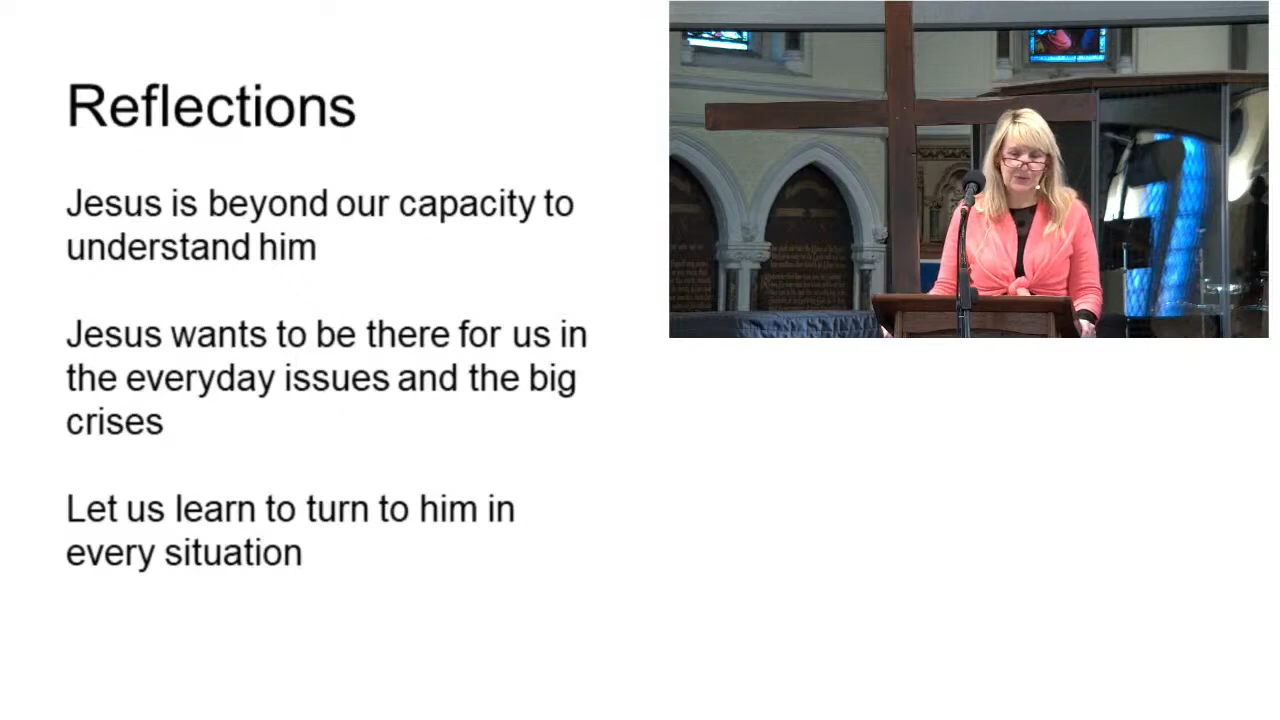 Reflections
Jesus is beyond our capacity to
understand him
Jesus wants to be there for us in
the everyday issues and the big
crises
Let us learn to turn to him in
every situation